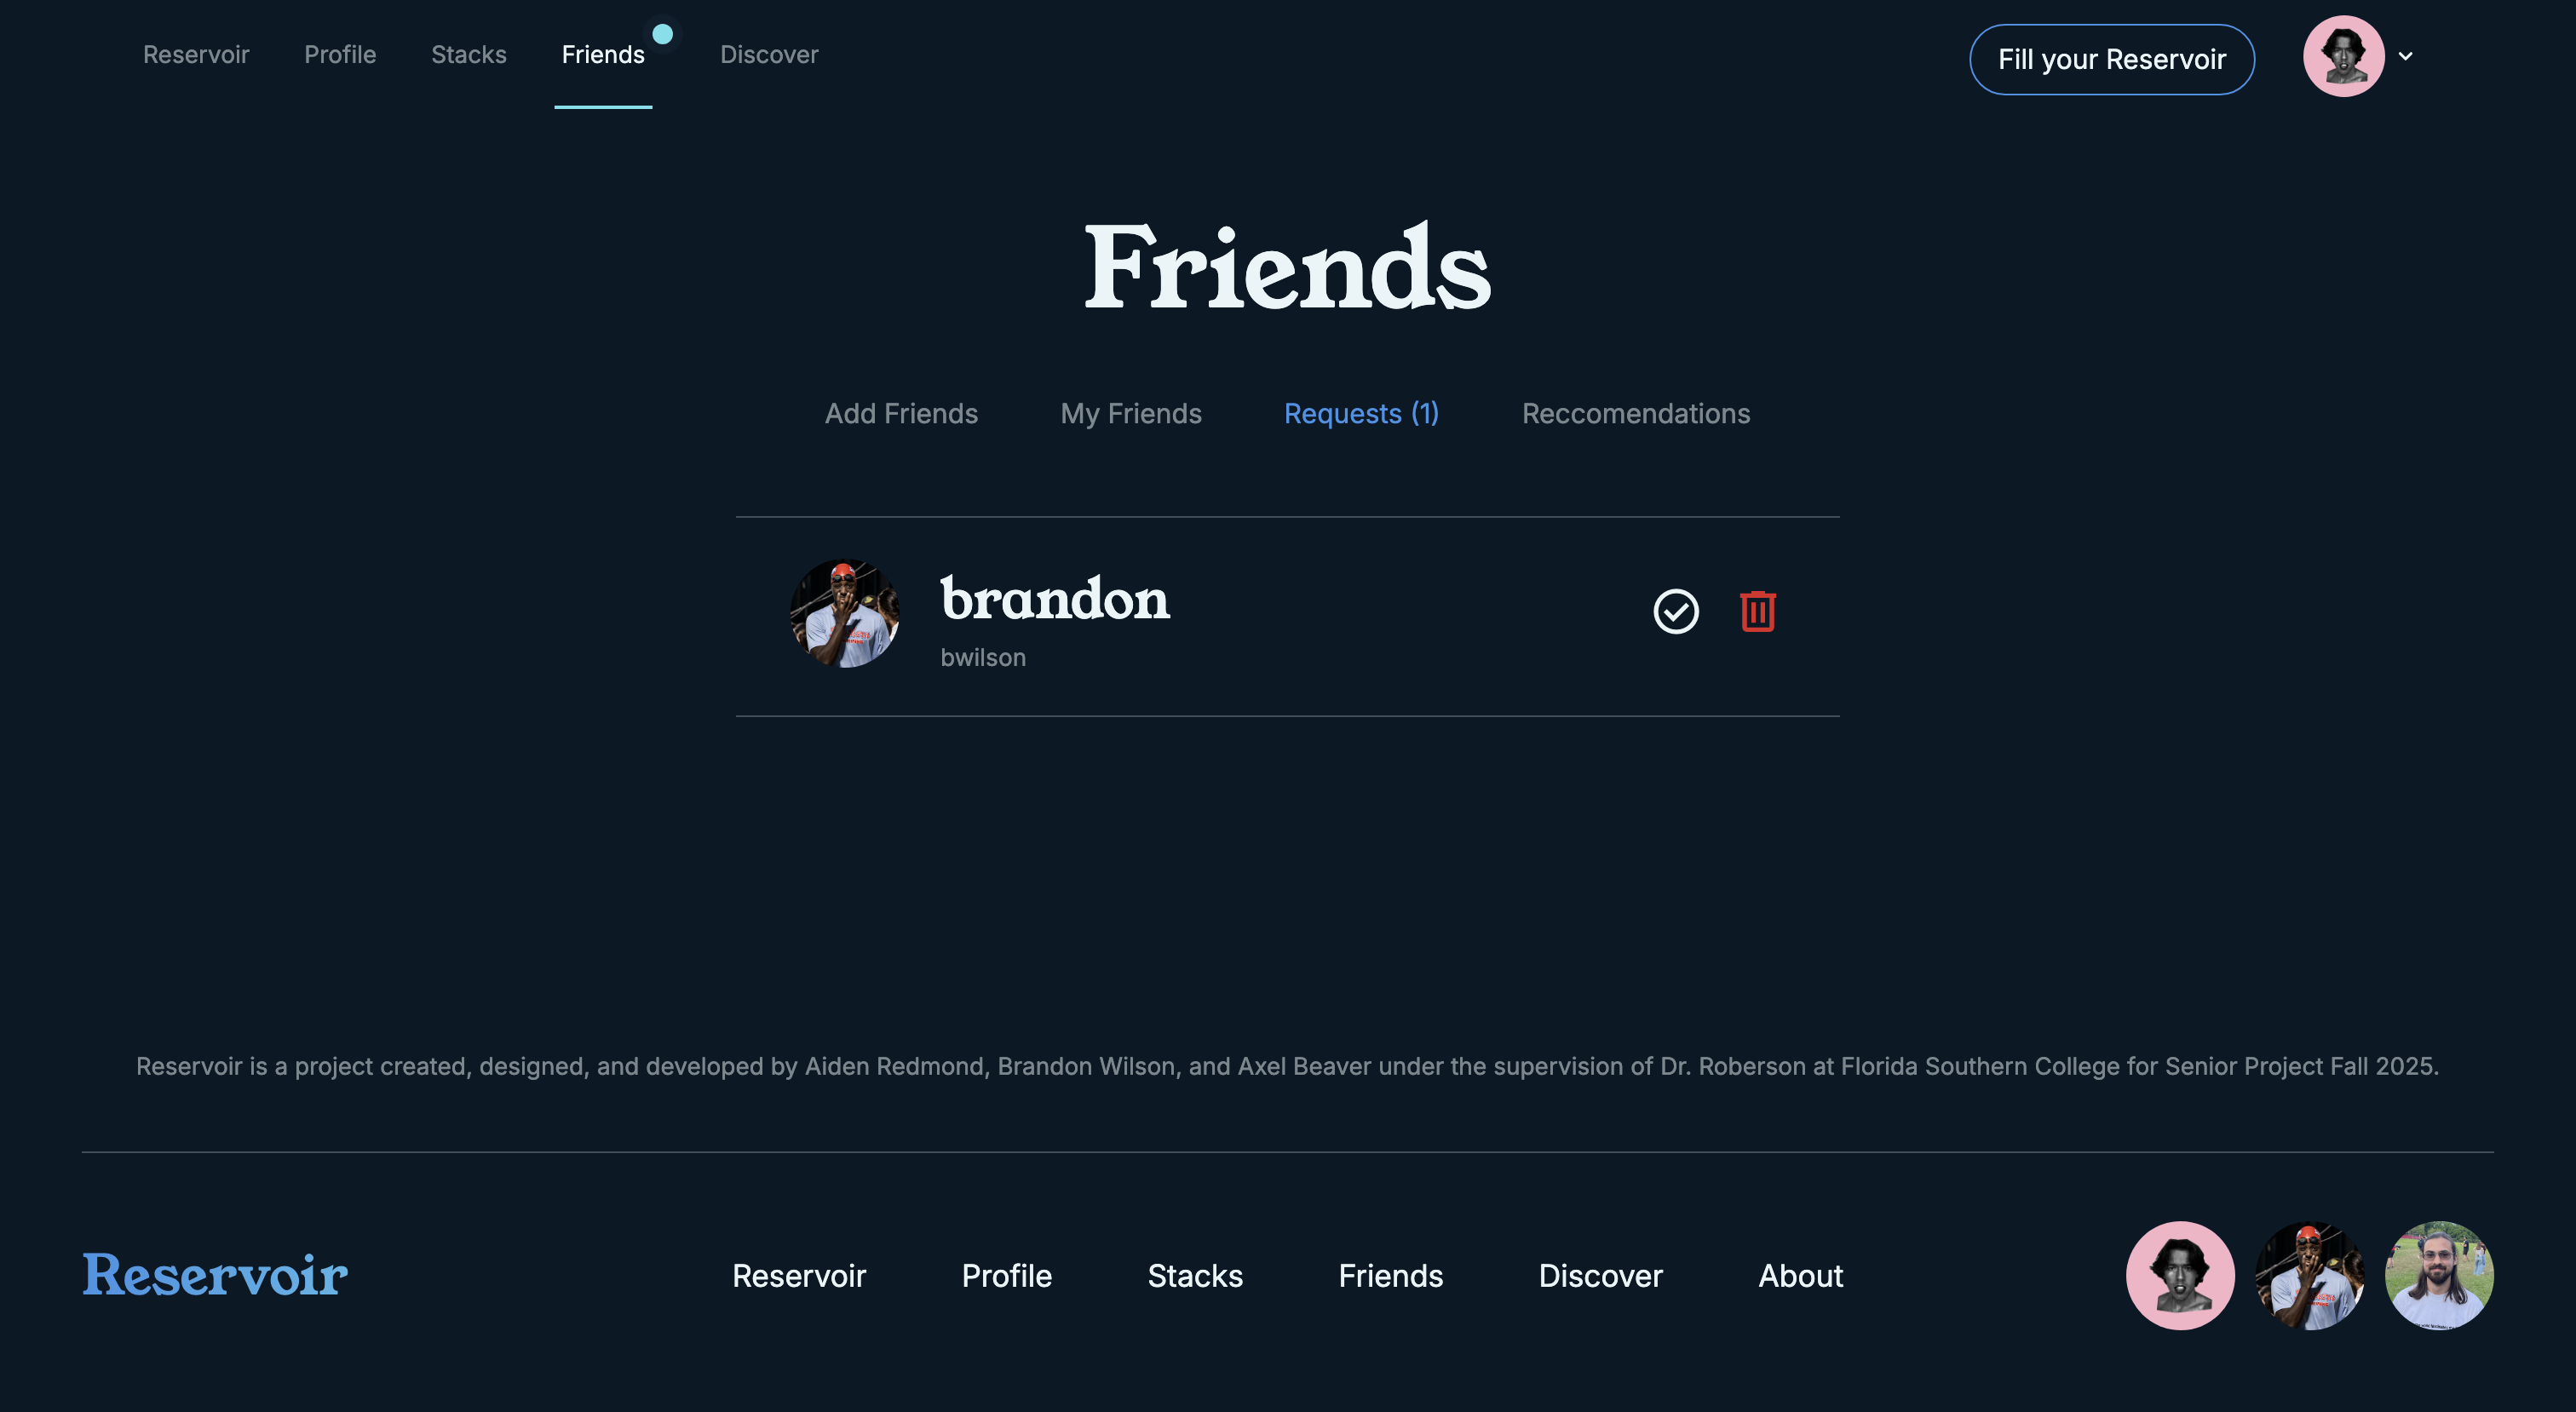 Reservoir Profile Stacks Friends Discover Fill your Reservoir
Friends
Add Friends My Friends Requests (1) Reccomendations
brandon
bwilson
Reservoir is a project created, designed, and developed by Aiden Redmond, Brandon Wilson, and Axel Beaver under the supervision of Dr. Roberson at Florida Southern College for Senior Project Fall 2025.
Reservoir Reservoir Profile Stacks Friends Discover About